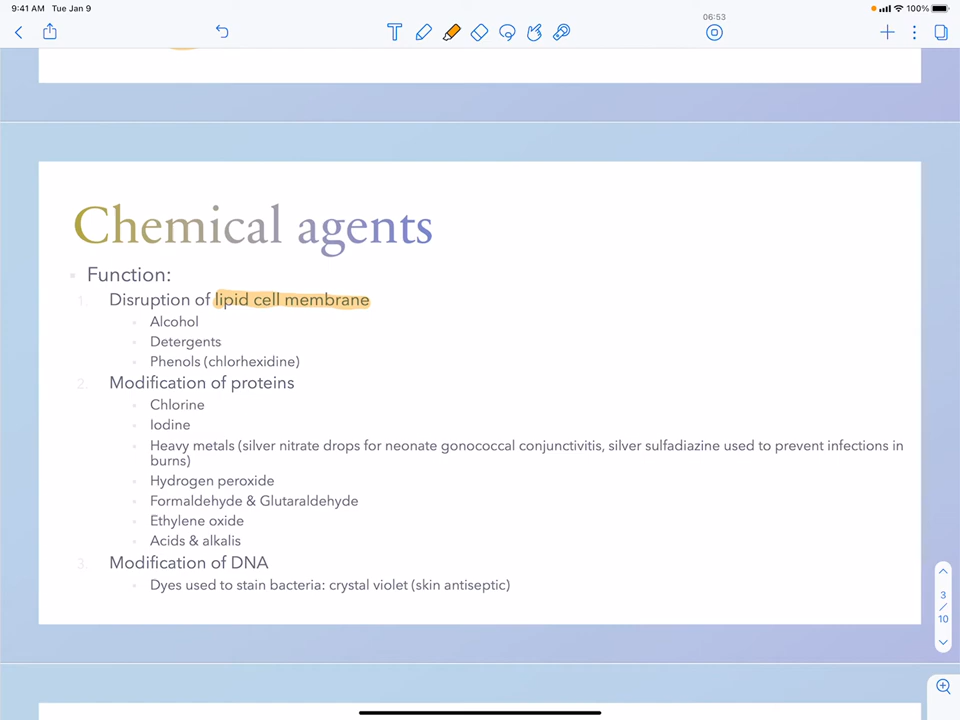 9:41 AM Tue Jan 9
100%
06:53
T
Chemical agents
Function:
1. Disruption of lipid cell membrane
Alcohol
Detergents
Phenols (chlorhexidine)
2. Modification of proteins
Chlorine
Iodine
Heavy metals (silver nitrate drops for neonate gonococcal conjunctivitis, silver sulfadiazine used to prevent infections in
burns)
Hydrogen peroxide
Formaldehyde & Glutaraldehyde
Ethylene oxide
Acids & alkalis
3. Modification of DNA
Dyes used to stain bacteria: crystal violet (skin antiseptic)
3
/
10